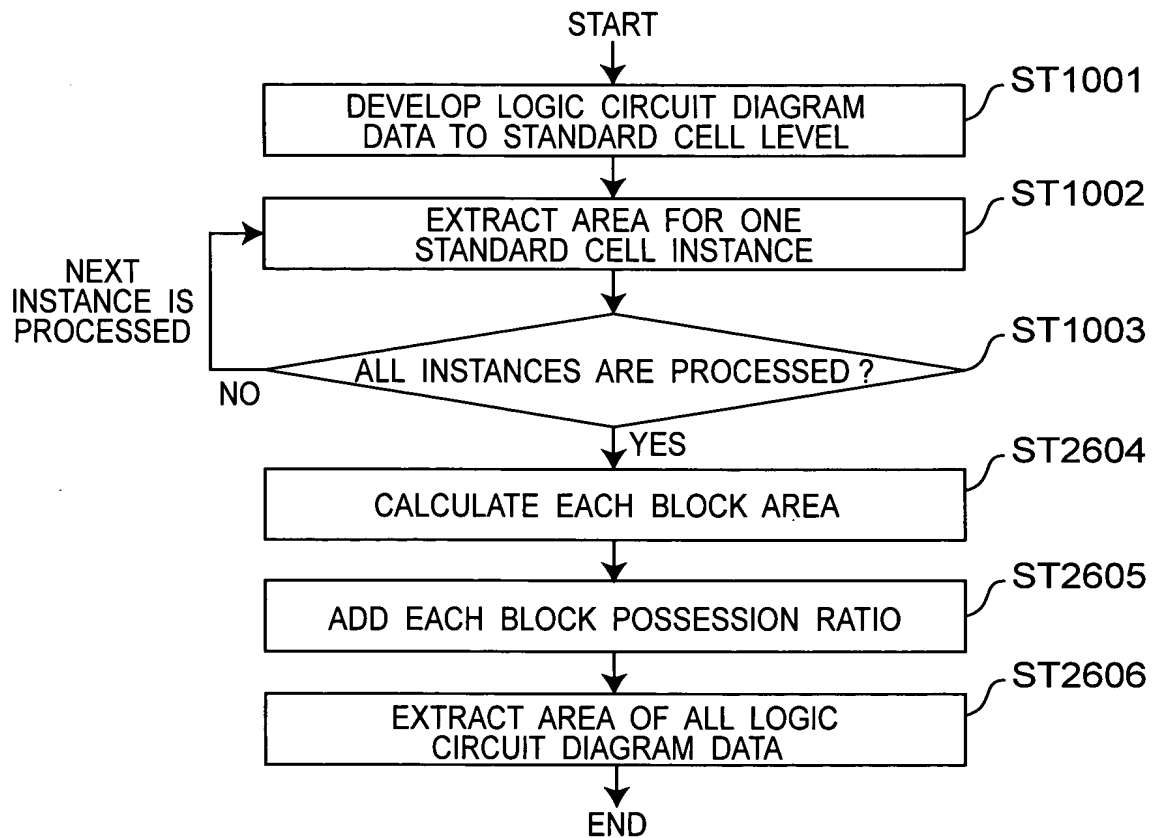 START
ST1001
DEVELOP LOGIC CIRCUIT DIAGRAM
DATA TO STANDARD CELL LEVEL
ST1002
EXTRACT AREA FOR ONE
STANDARD CELL INSTANCE
NEXT
INSTANCE IS
PROCESSED
ST1003
ALL INSTANCES ARE PROCESSED ?
NO
YES
ST2604
CALCULATE EACH BLOCK AREA
ST2605
ADD EACH BLOCK POSSESSION RATIO
ST2606
EXTRACT AREA OF ALL LOGIC
CIRCUIT DIAGRAM DATA
END